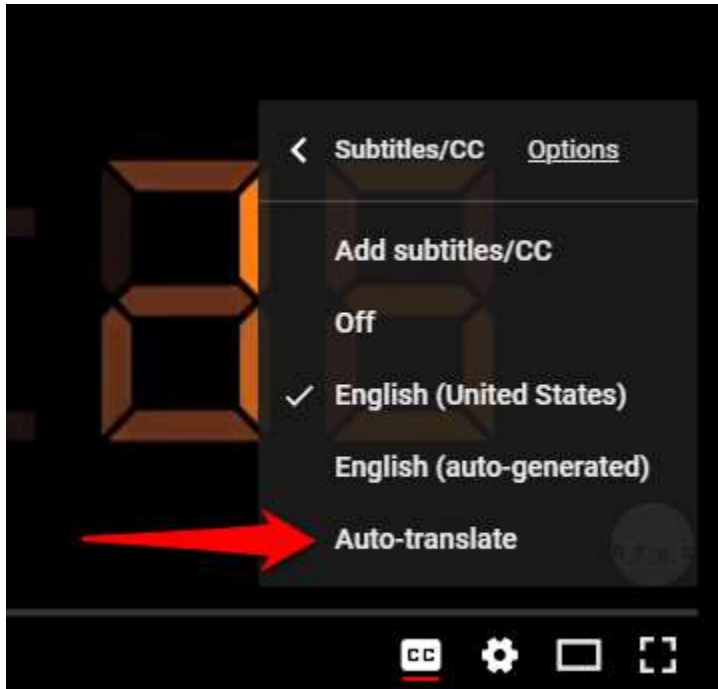 Subtitles/CC Options
Add subtitles/CC
Off
English (United States)
English (auto-generated)
Auto-translate
CC